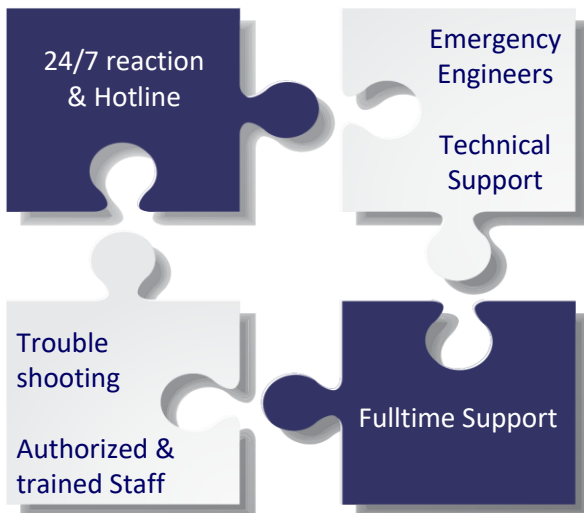 24/7 reaction
& Hotline
Emergency
Engineers
Technical
Support
Trouble
shooting
Authorized &
trained Staff
Fulltime Support